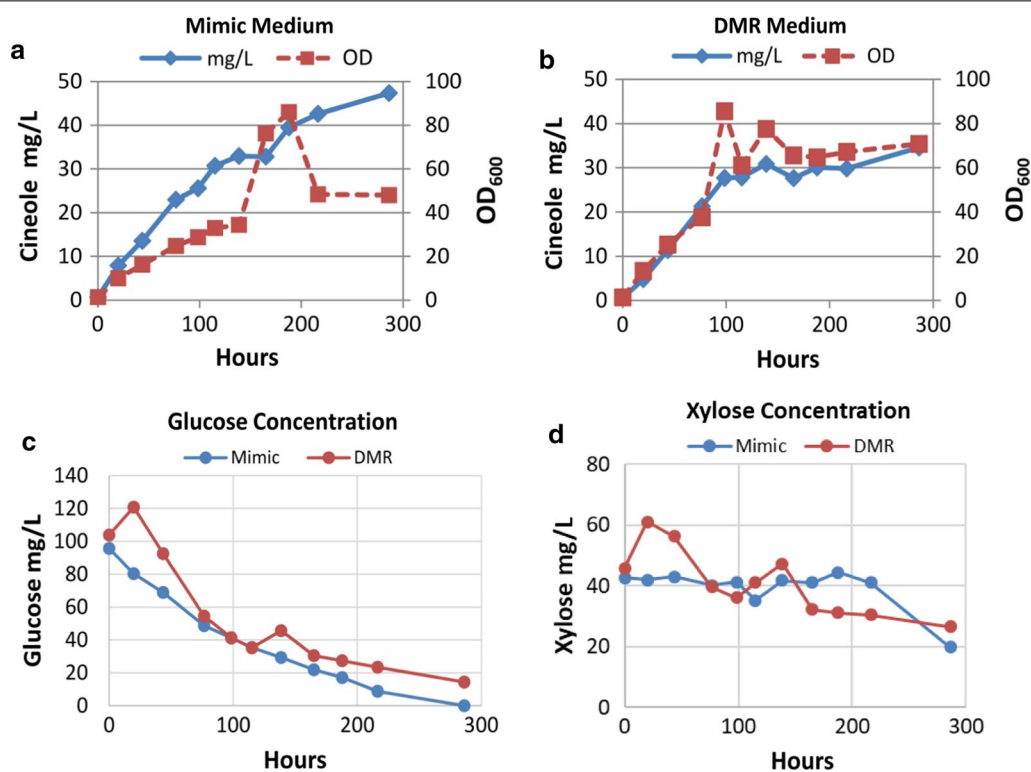 a
Mimic Medium
mg/L OD
50 100
40 80
30 60
20 40
10 20
0 0
0 100 200 300
Cineole mg/L
OD600
Hours
b
DMR Medium
mg/L OD
50 100
40 80
30 60
20 40
10 20
0 0
0 100 200 300
Cineole mg/L
OD600
Hours
c
Glucose Concentration
Mimic DMR
140
120
100
80
60
40
20
0
0 100 200 300
Glucose mg/L
Hours
d
Xylose Concentration
Mimic DMR
80
60
40
20
0
0 100 200 300
Xylose mg/L
Hours